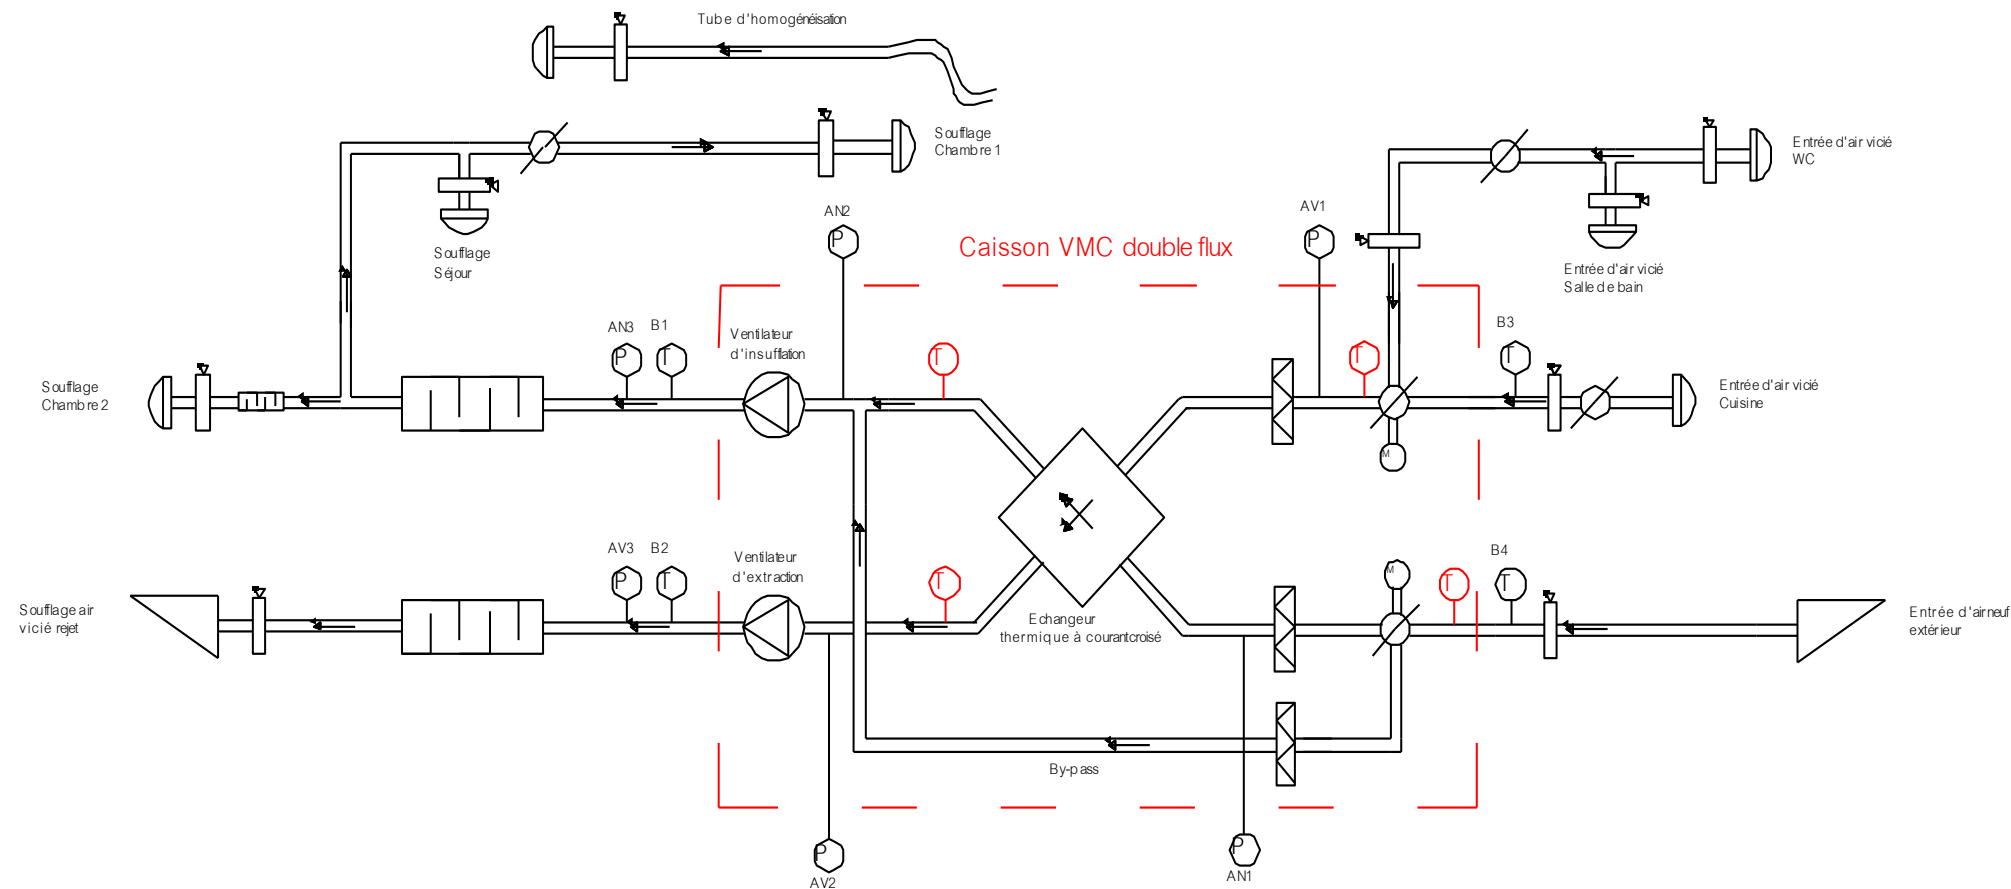 Tube d'homogénéisation
Soufflage
Chambre 1
Entrée d'air vicié
WC
AN2
AV1
P
P
Caisson VMC double flux
Soufflage
Séjour
Entrée d'air vicié
Salle de bain
AN3
B1
Ventilateur
d'insufflation
B3
P
T
T
T
T
Soufflage
Chambre 2
Entrée d'air vicié
Cuisine
M
AV3
B2
Ventilateur
d'extraction
B4
P
T
T
M
T
T
Soufflage air
vicié rejet
Echangeur
thermique à courant croisé
Entrée d'air neuf
extérieur
By-pass
P
AV2
P
AN1